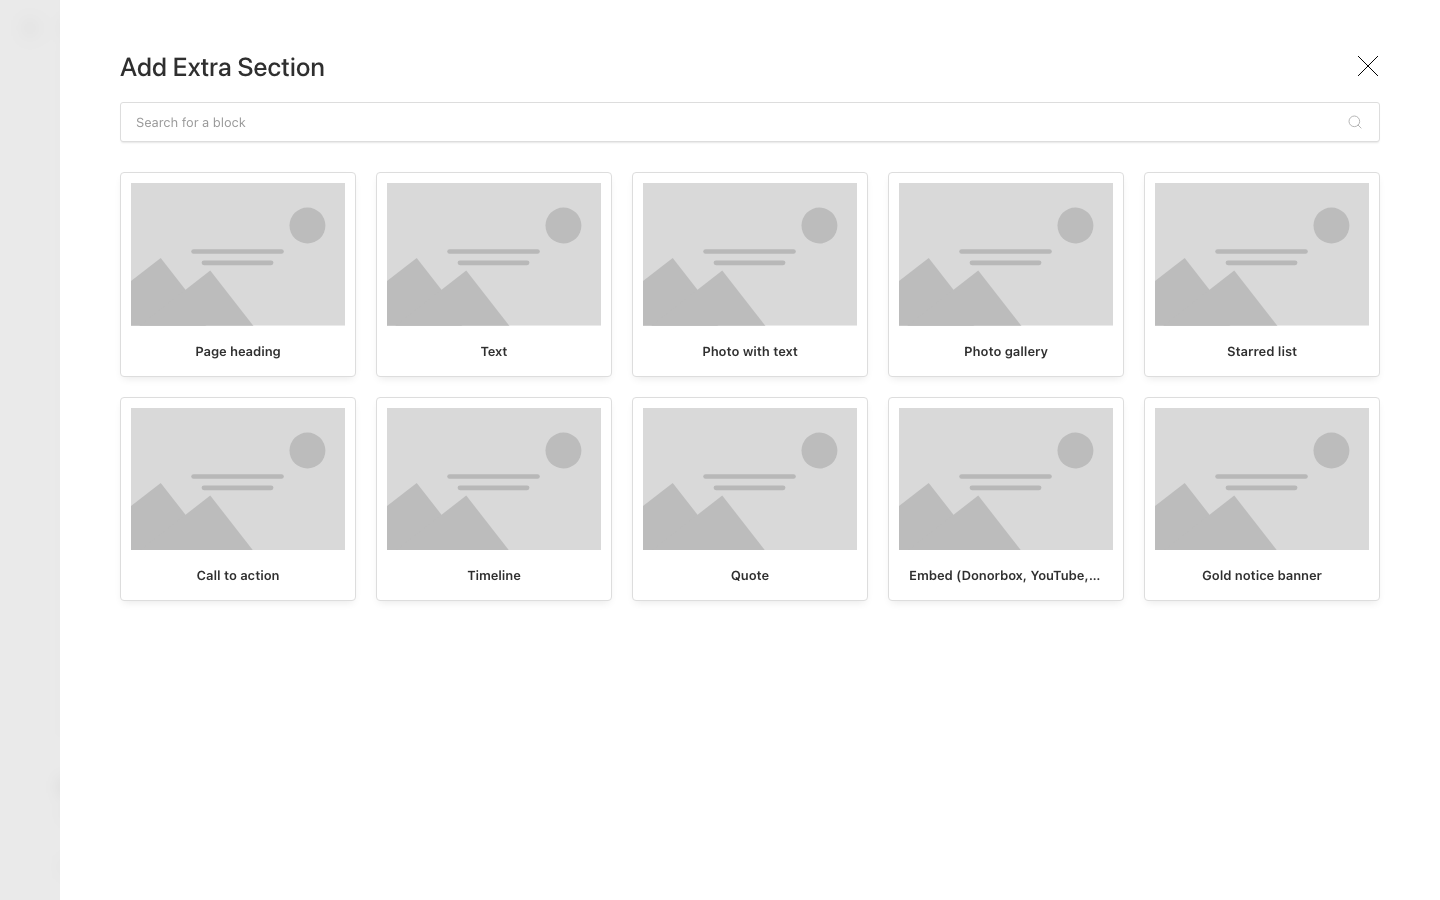 Add Extra Section
Search for a block
Page heading
Text
Photo with text
Photo gallery
Starred list
Call to action
Timeline
Quote
Embed (Donorbox, YouTube,...
Gold notice banner